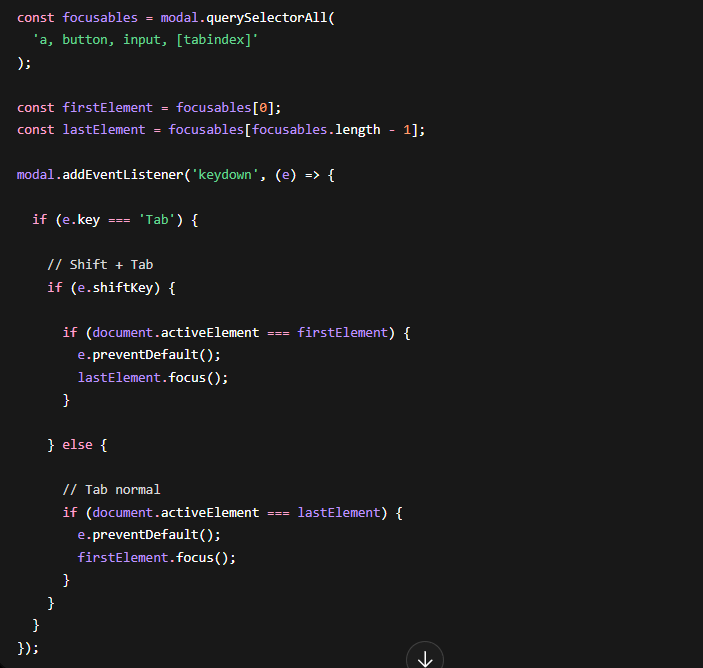 const focusables = modal.querySelectorAll(
  'a, button, input, [tabindex]'
);

const firstElement = focusables[0];
const lastElement = focusables[focusables.length - 1];

modal.addEventListener('keydown', (e) => {

  if (e.key === 'Tab') {

    // Shift + Tab
    if (e.shiftKey) {

      if (document.activeElement === firstElement) {
        e.preventDefault();
        lastElement.focus();
      }

    } else {

      // Tab normal
      if (document.activeElement === lastElement) {
        e.preventDefault();
        firstElement.focus();
      }
    }
  }
});